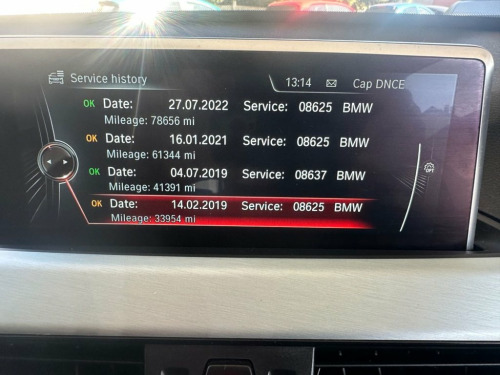 Service history
13:14 Cap DNCE
OK Date: 27.07.2022 Service: 08625 BMW
Mileage: 78656 mi
OK Date: 16.01.2021 Service: 08625 BMW
Mileage: 61344 mi
OK Date: 04.07.2019 Service: 08637 BMW
Mileage: 41391 mi
OK Date: 14.02.2019 Service: 08625 BMW
Mileage: 33954 mi
OFF